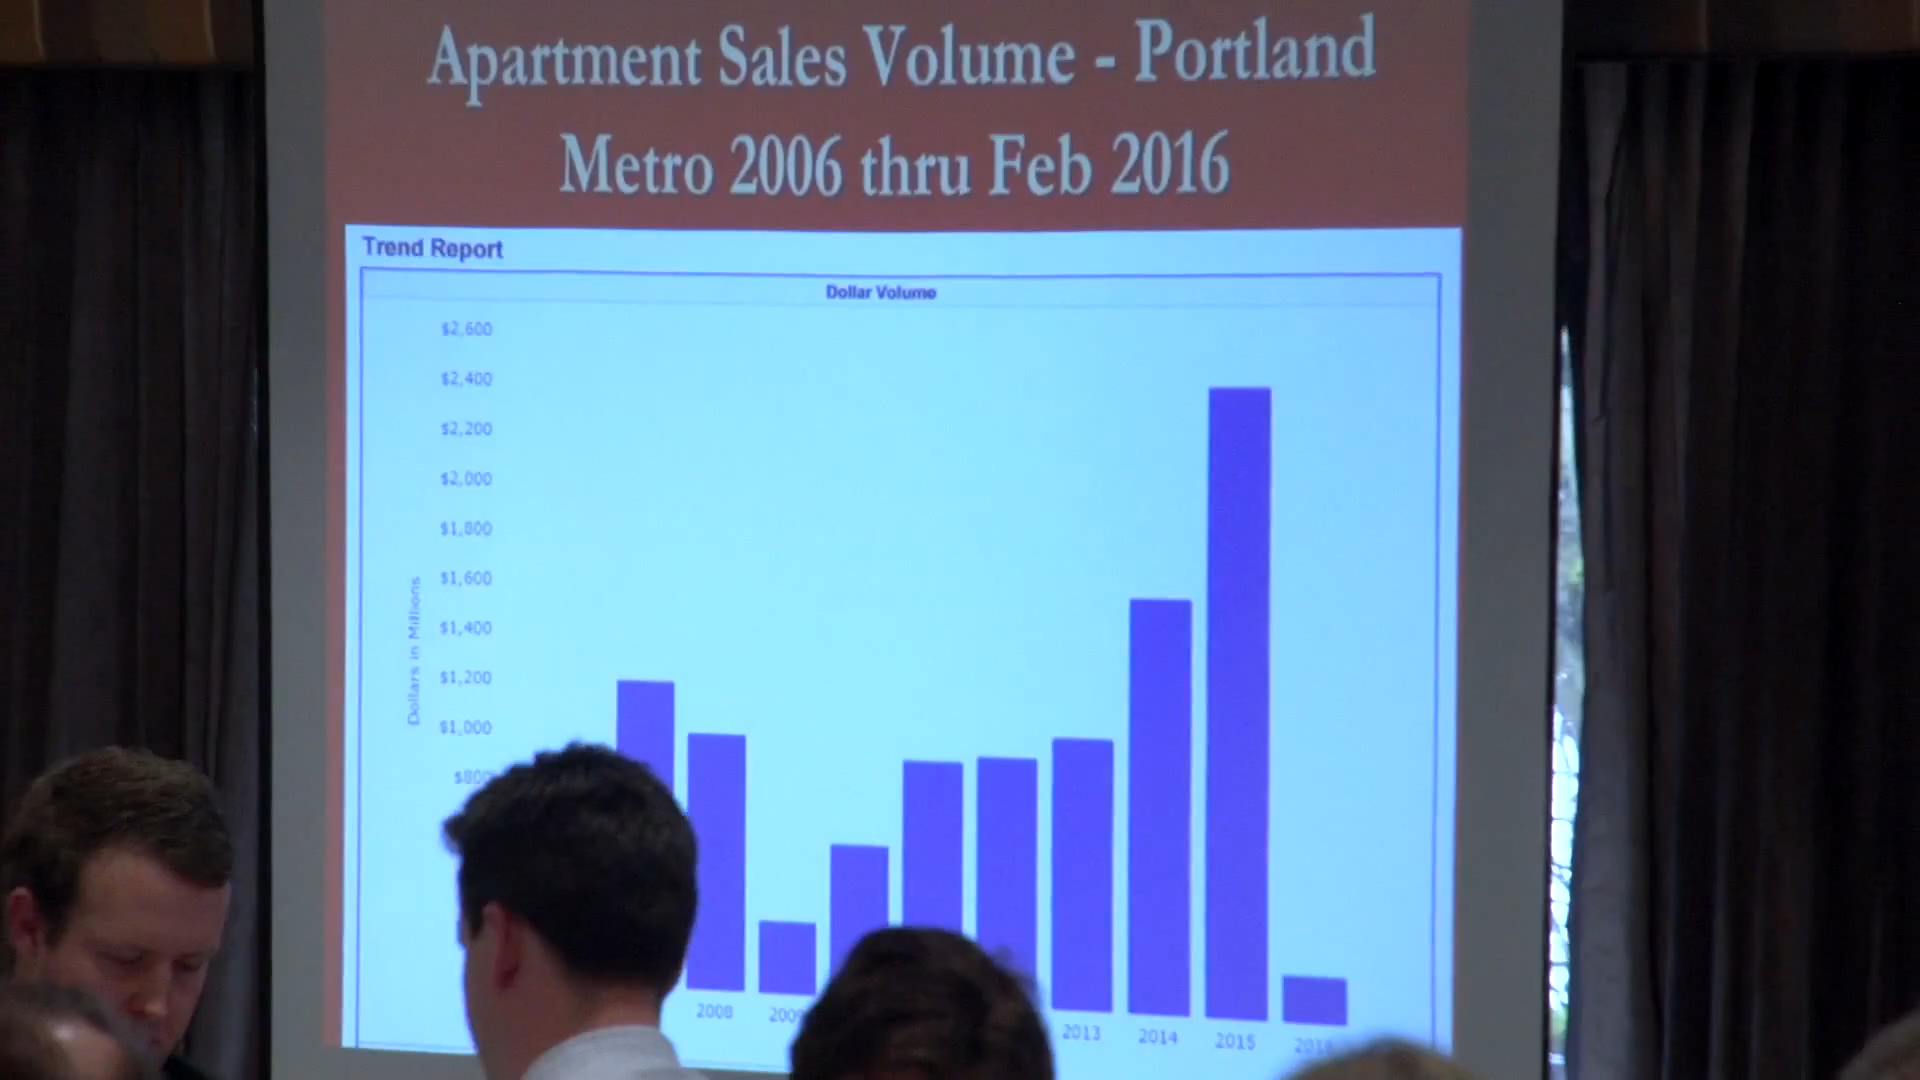 Apartment Sales Volume - Portland
Metro 2006 thru Feb 2016
Trend Report
Dollar Volume
$2,600
$2,400
$2,200
$2,000
$1,800
$1,600
$1,400
$1,200
$1,000
$800
Dollars in Millions
2008 2009 2013 2014 2015